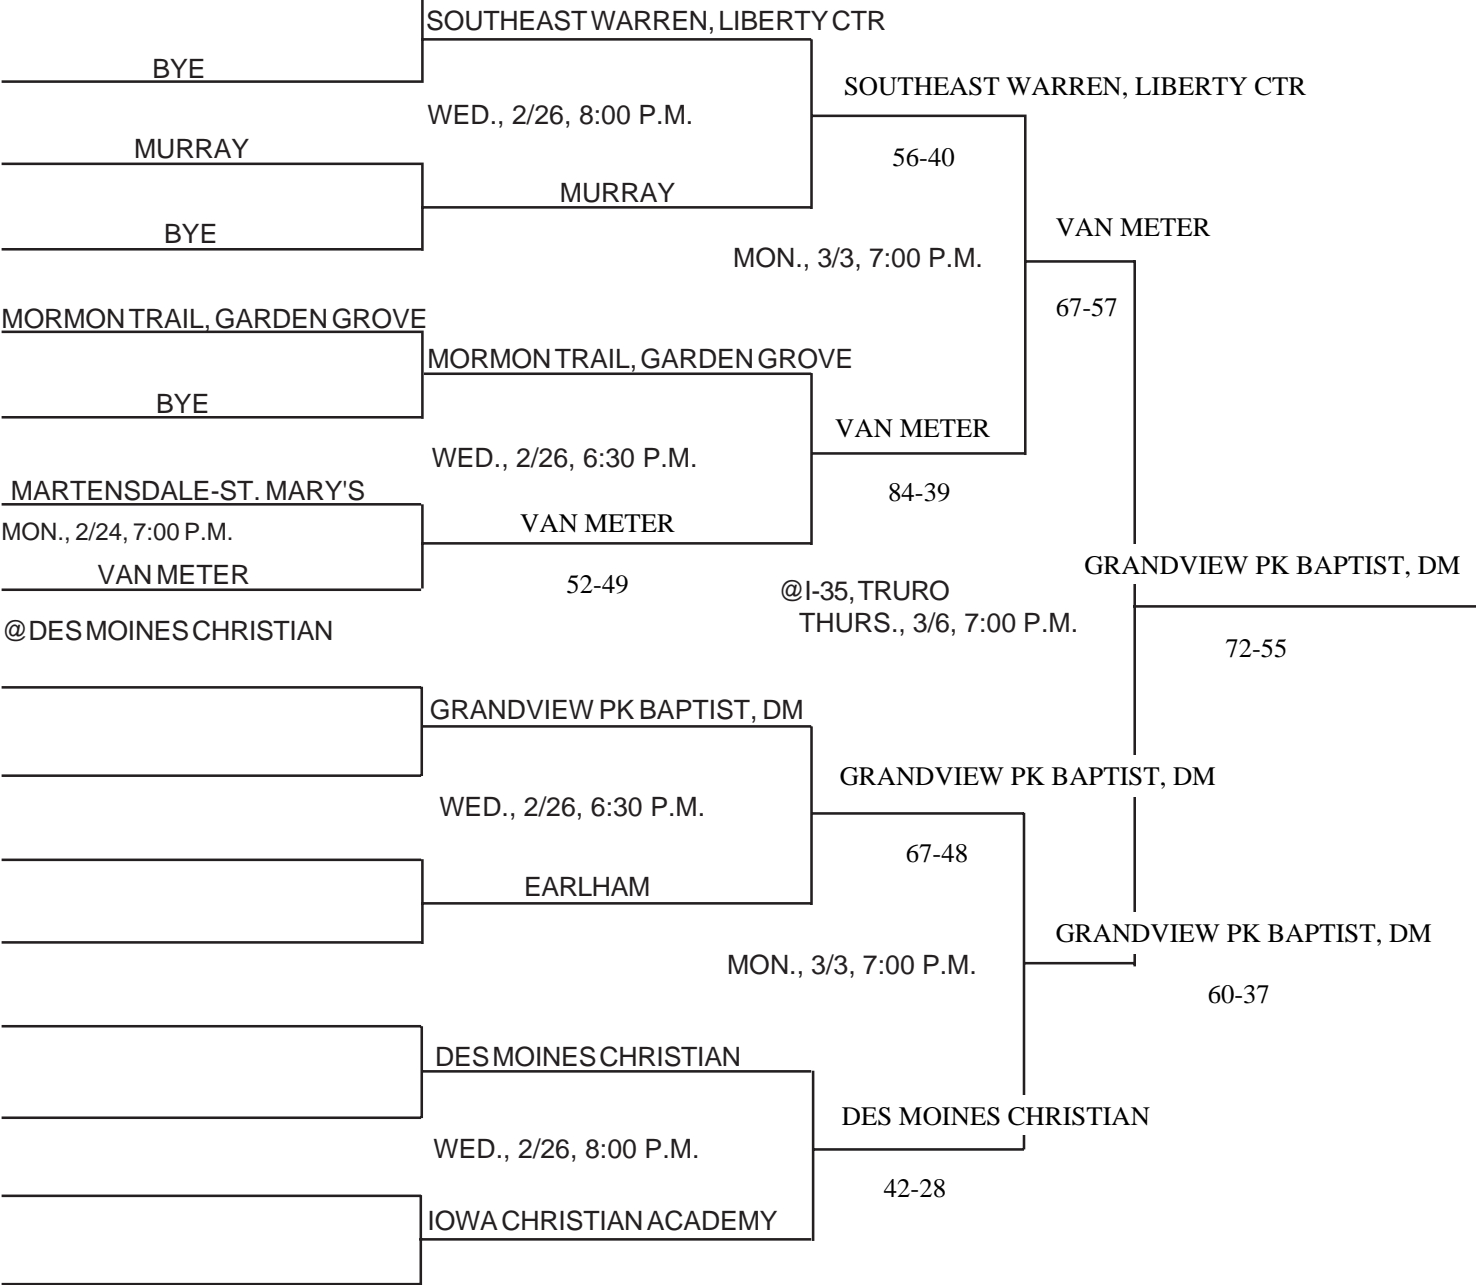 SOUTHEAST WARREN, LIBERTY CTR
BYE
SOUTHEAST WARREN, LIBERTY CTR
WED., 2/26, 8:00 P.M.
MURRAY
56-40
MURRAY
BYE
VAN METER
MON., 3/3, 7:00 P.M.
67-57
MORMON TRAIL, GARDEN GROVE
MORMON TRAIL, GARDEN GROVE
BYE
VAN METER
WED., 2/26, 6:30 P.M.
MARTENSDALE-ST. MARY'S
84-39
MON., 2/24, 7:00 P.M.
VAN METER
VAN METER
52-49
GRANDVIEW PK BAPTIST, DM
@I-35, TRURO
THURS., 3/6, 7:00 P.M.
@DES MOINES CHRISTIAN
72-55
GRANDVIEW PK BAPTIST, DM
GRANDVIEW PK BAPTIST, DM
WED., 2/26, 6:30 P.M.
67-48
EARLHAM
GRANDVIEW PK BAPTIST, DM
MON., 3/3, 7:00 P.M.
60-37
DES MOINES CHRISTIAN
DES MOINES CHRISTIAN
WED., 2/26, 8:00 P.M.
42-28
IOWA CHRISTIAN ACADEMY